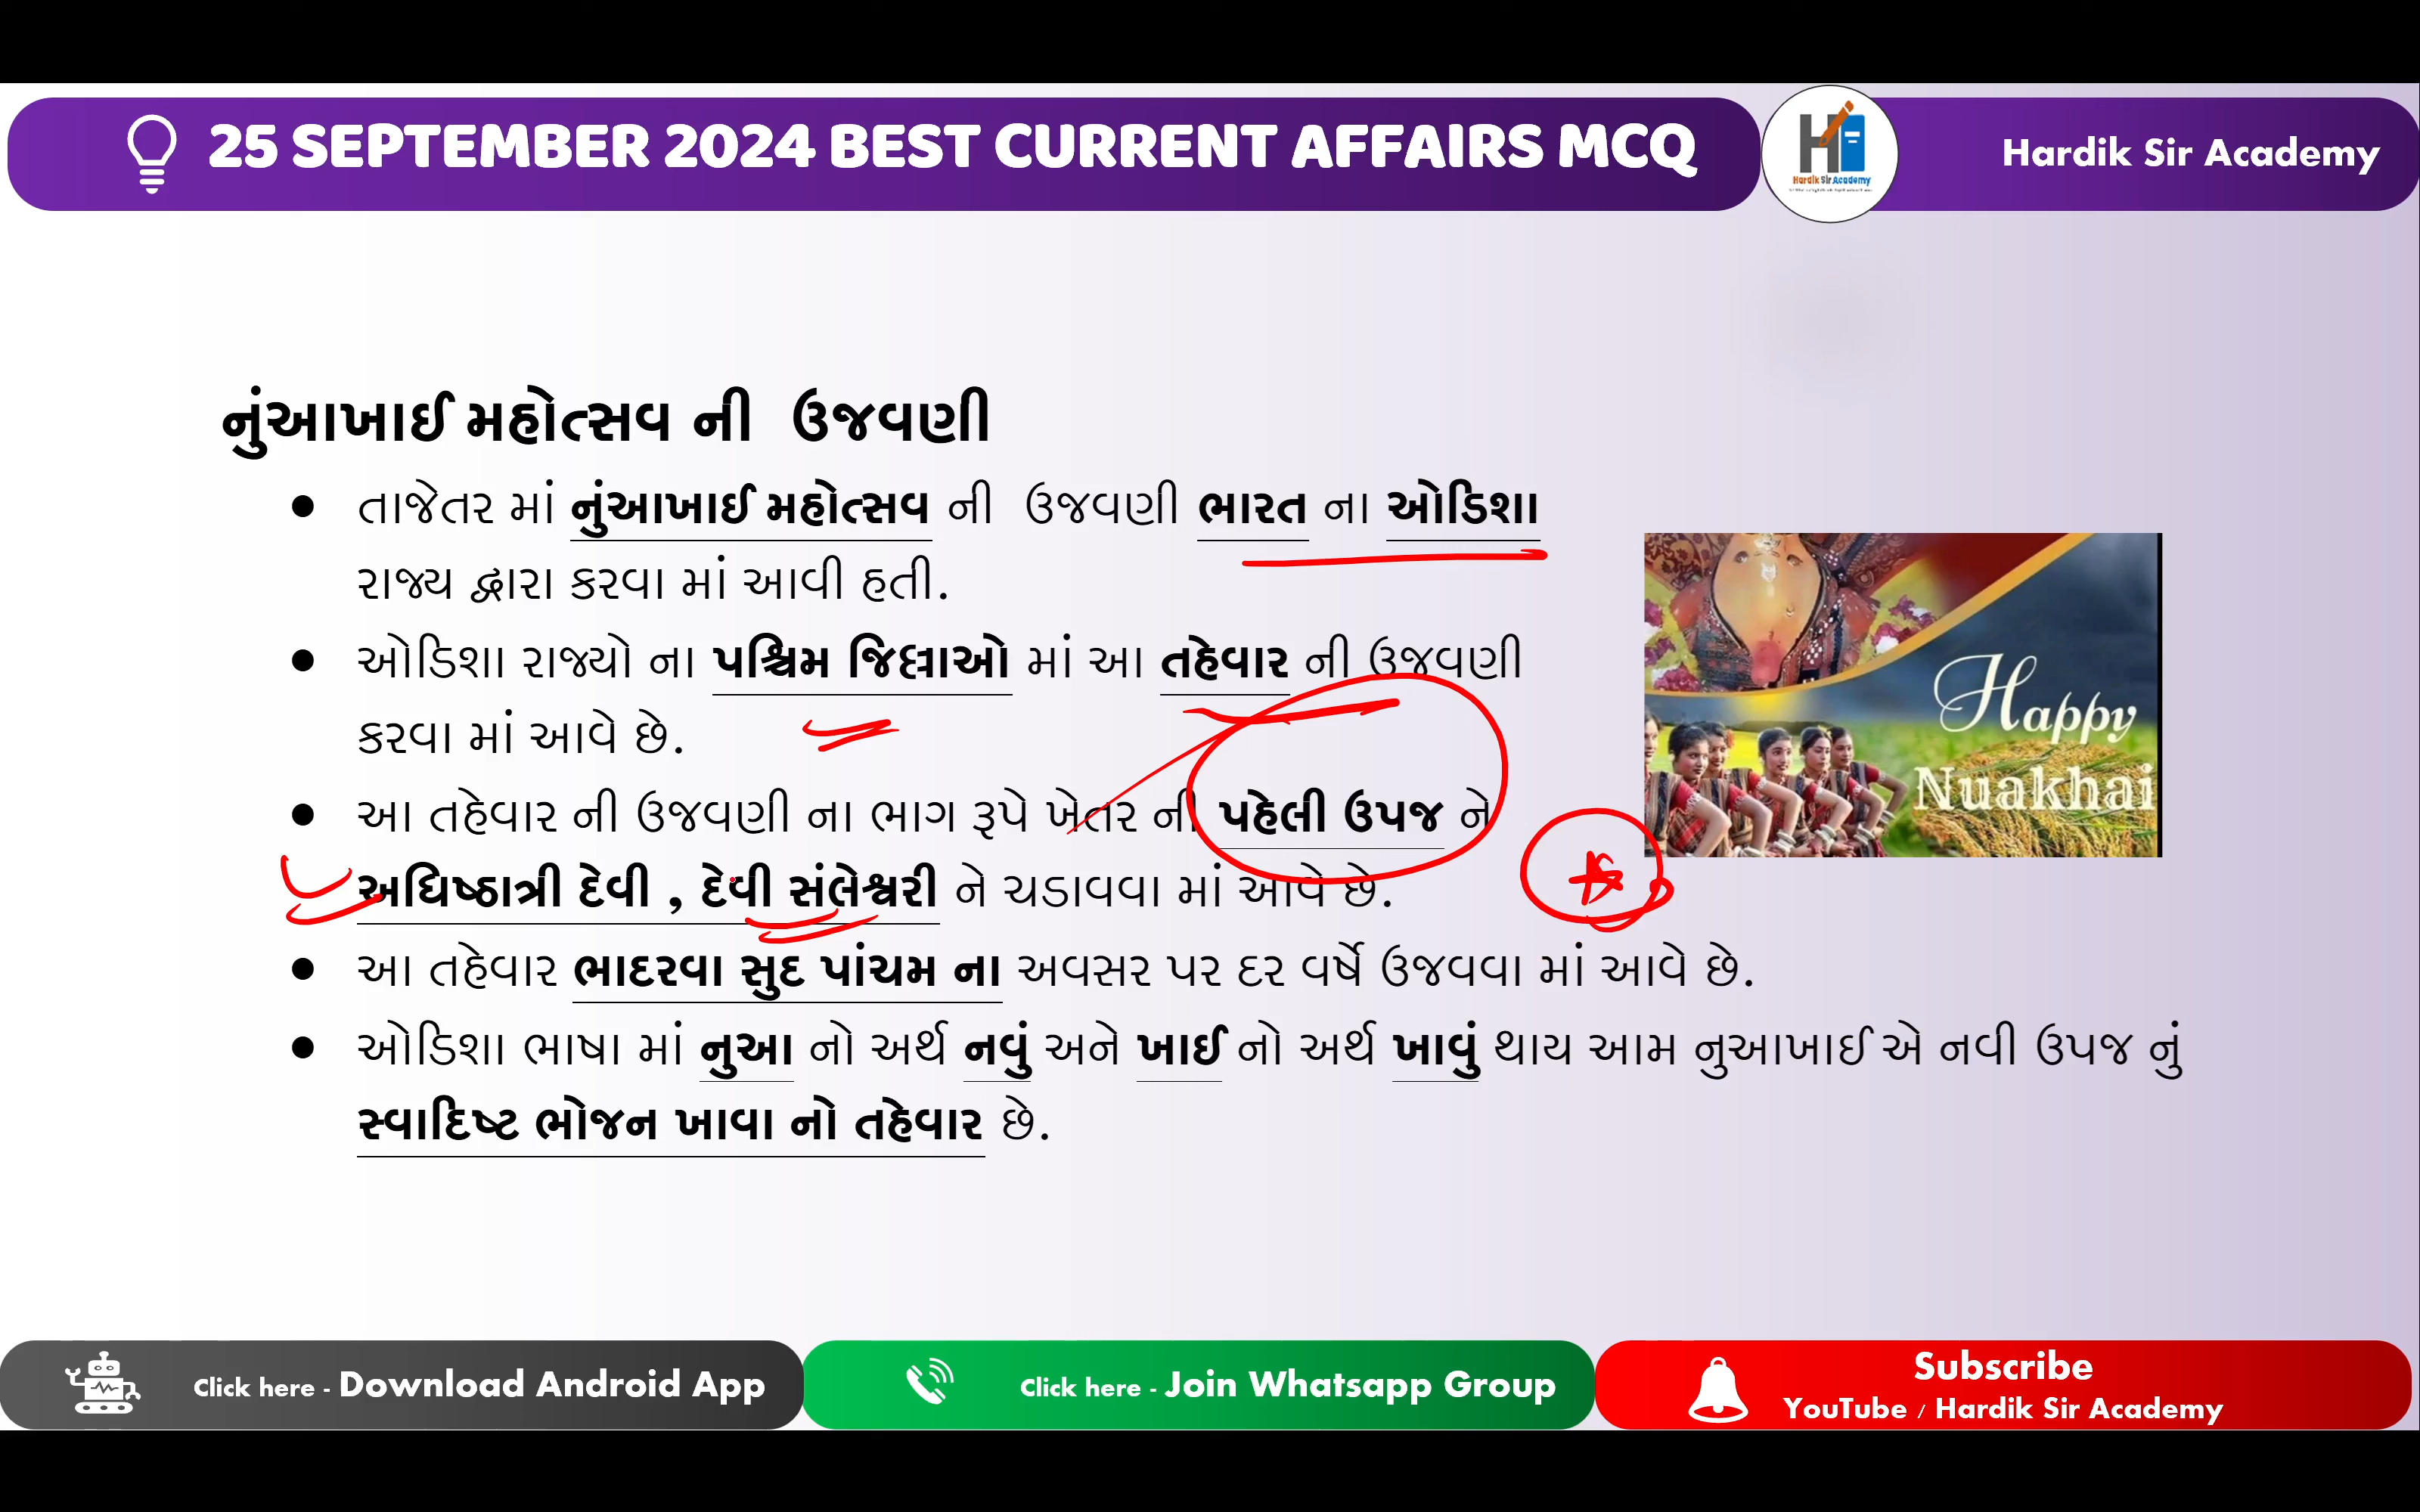 25 SEPTEMBER 2024 BEST CURRENT AFFAIRS MCQ
Hardik Sir Academy
Hardik Sir Academy
નુંઆખાઈ મહોત્સવ ની ઉજવણી
● તાજેતર માં નુંઆખાઈ મહોત્સવ ની ઉજવણી ભારત ના ઓડિશા
રાજ્ય દ્વારા કરવા માં આવી હતી.
● ઓડિશા રાજ્યો ના પશ્ચિમ જિલ્લાઓ માં આ તહેવાર ની ઉજવણી
કરવા માં આવે છે.
● આ તહેવાર ની ઉજવણી ના ભાગ રૂપે ખેતર ની પહેલી ઉપજ ને
અધિષ્ઠાત્રી દેવી , દેવી સંલેશ્વરી ને ચડાવવા માં આવે છે.
● આ તહેવાર ભાદરવા સુદ પાંચમ ના અવસર પર દર વર્ષે ઉજવવા માં આવે છે.
● ઓડિશા ભાષા માં નુઆ નો અર્થ નવું અને ખાઈ નો અર્થ ખાવું થાય આમ નુઆખાઈ એ નવી ઉપજ નું
સ્વાદિષ્ટ ભોજન ખાવા નો તહેવાર છે.
Happy
Nuakhai
Click here - Download Android App
Click here - Join Whatsapp Group
Subscribe
YouTube / Hardik Sir Academy